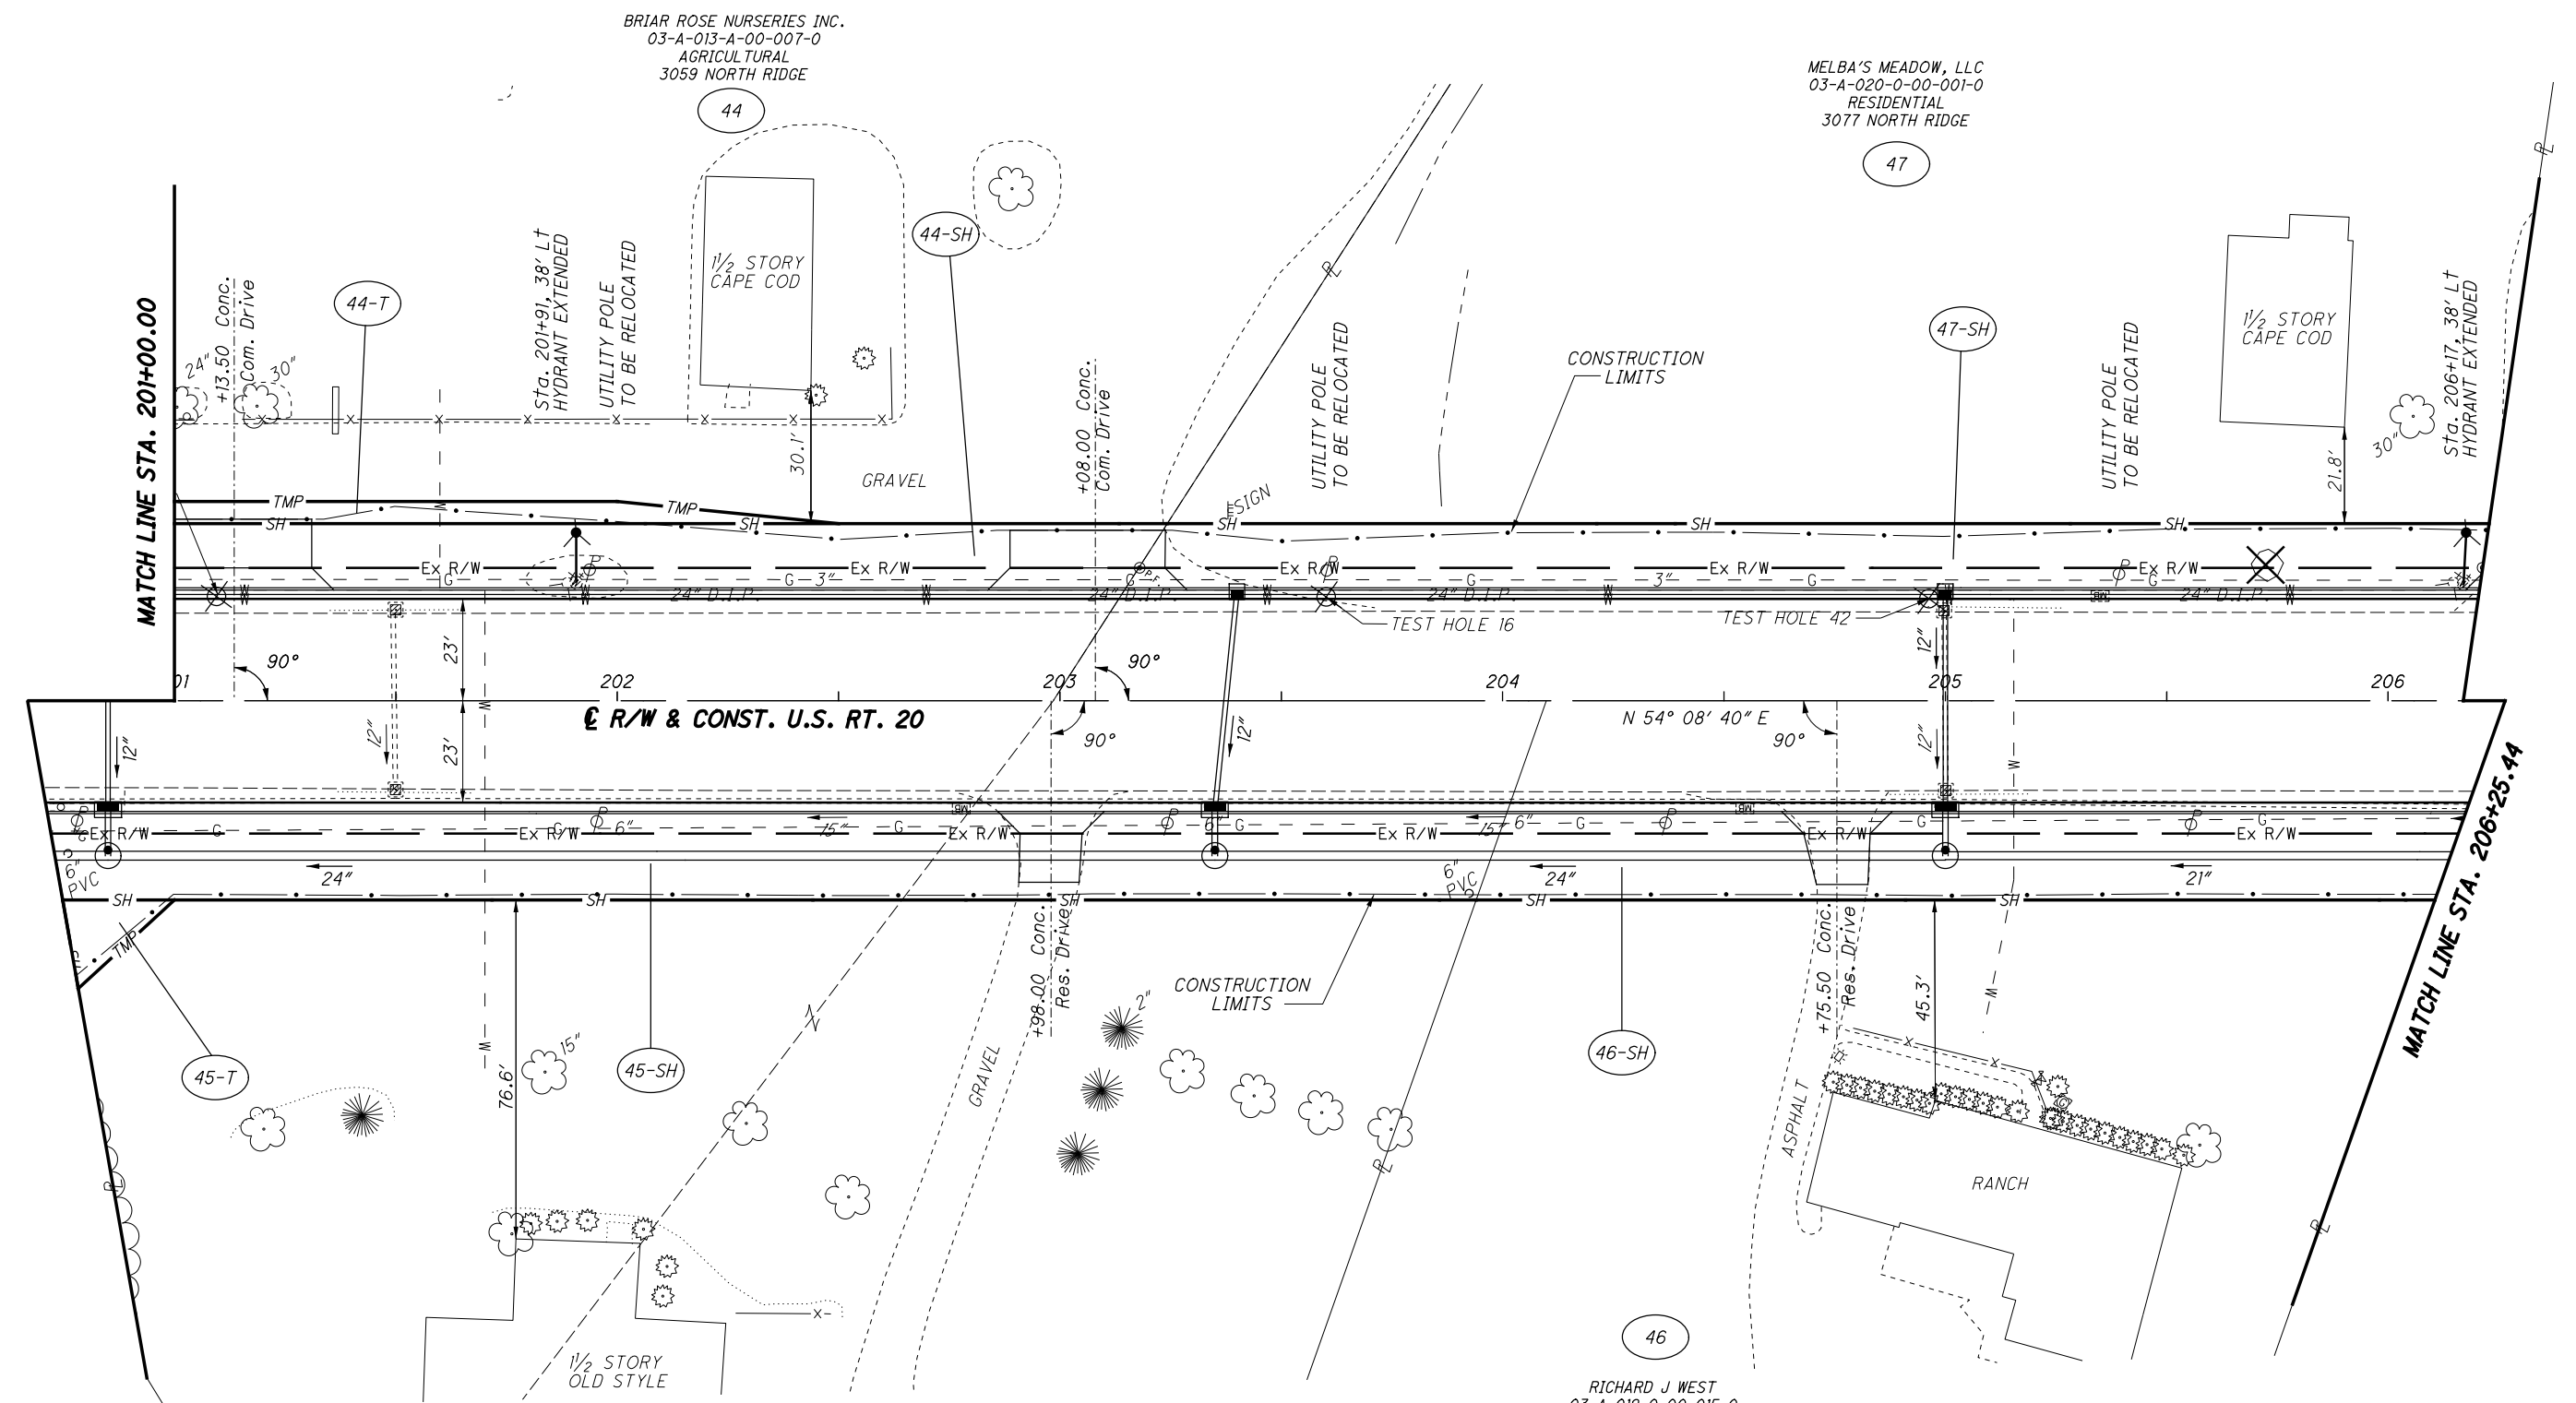 BRIAR ROSE NURSERIES INC.
03-A-013-A-00-007-0
AGRICULTURAL
3059 NORTH RIDGE
44
MELBA'S MEADOW, LLC
03-A-020-0-00-001-0
RESIDENTIAL
3077 NORTH RIDGE
47
MATCH LINE STA. 201+00.00
24"
+13.50 Conc.
Com. Drive
30"
44-T
Sta. 201+91, 38' Lt
HYDRANT EXTENDED
UTILITY POLE
TO BE RELOCATED
1½ STORY
CAPE COD
44-SH
30.1'
GRAVEL
+08.00 Conc.
Com. Drive
SIGN
UTILITY POLE
TO BE RELOCATED
CONSTRUCTION
LIMITS
47-SH
UTILITY POLE
TO BE RELOCATED
1½ STORY
CAPE COD
21.8'
30"
Sta. 206+17, 38' Lt
HYDRANT EXTENDED
TMP
TMP
SH
SH
SH
SH
SH
Ex R/W
Ex R/W
Ex R/W
Ex R/W
Ex R/W
G
G
3"
G
G
3"
G
G
24" D.I.P.
24" D.I.P.
24" D.I.P.
24" D.I.P.
TEST HOLE 16
TEST HOLE 42
90°
23'
90°
12"
01
202
203
204
205
206
℄ R/W & CONST. U.S. RT. 20
N 54° 08' 40" E
12"
12"
23'
90°
12"
90°
12"
MATCH LINE STA. 206+25.44
Ex R/W
G
Ex R/W
G
6"
15"
G
Ex R/W
6"
G
Ex R/W
15"
6"
G
Ex R/W
G
Ex R/W
G
6"
PVC
24"
6"
PVC
24"
21"
SH
SH
SH
SH
SH
TMP
45-T
76.6'
15"
45-SH
GRAVEL
+98.00 Conc.
Res. Drive
2"
CONSTRUCTION
LIMITS
46-SH
+75.50 Conc.
Res. Drive
45.3'
ASPHALT
RANCH
1½ STORY
OLD STYLE
46
RICHARD J WEST